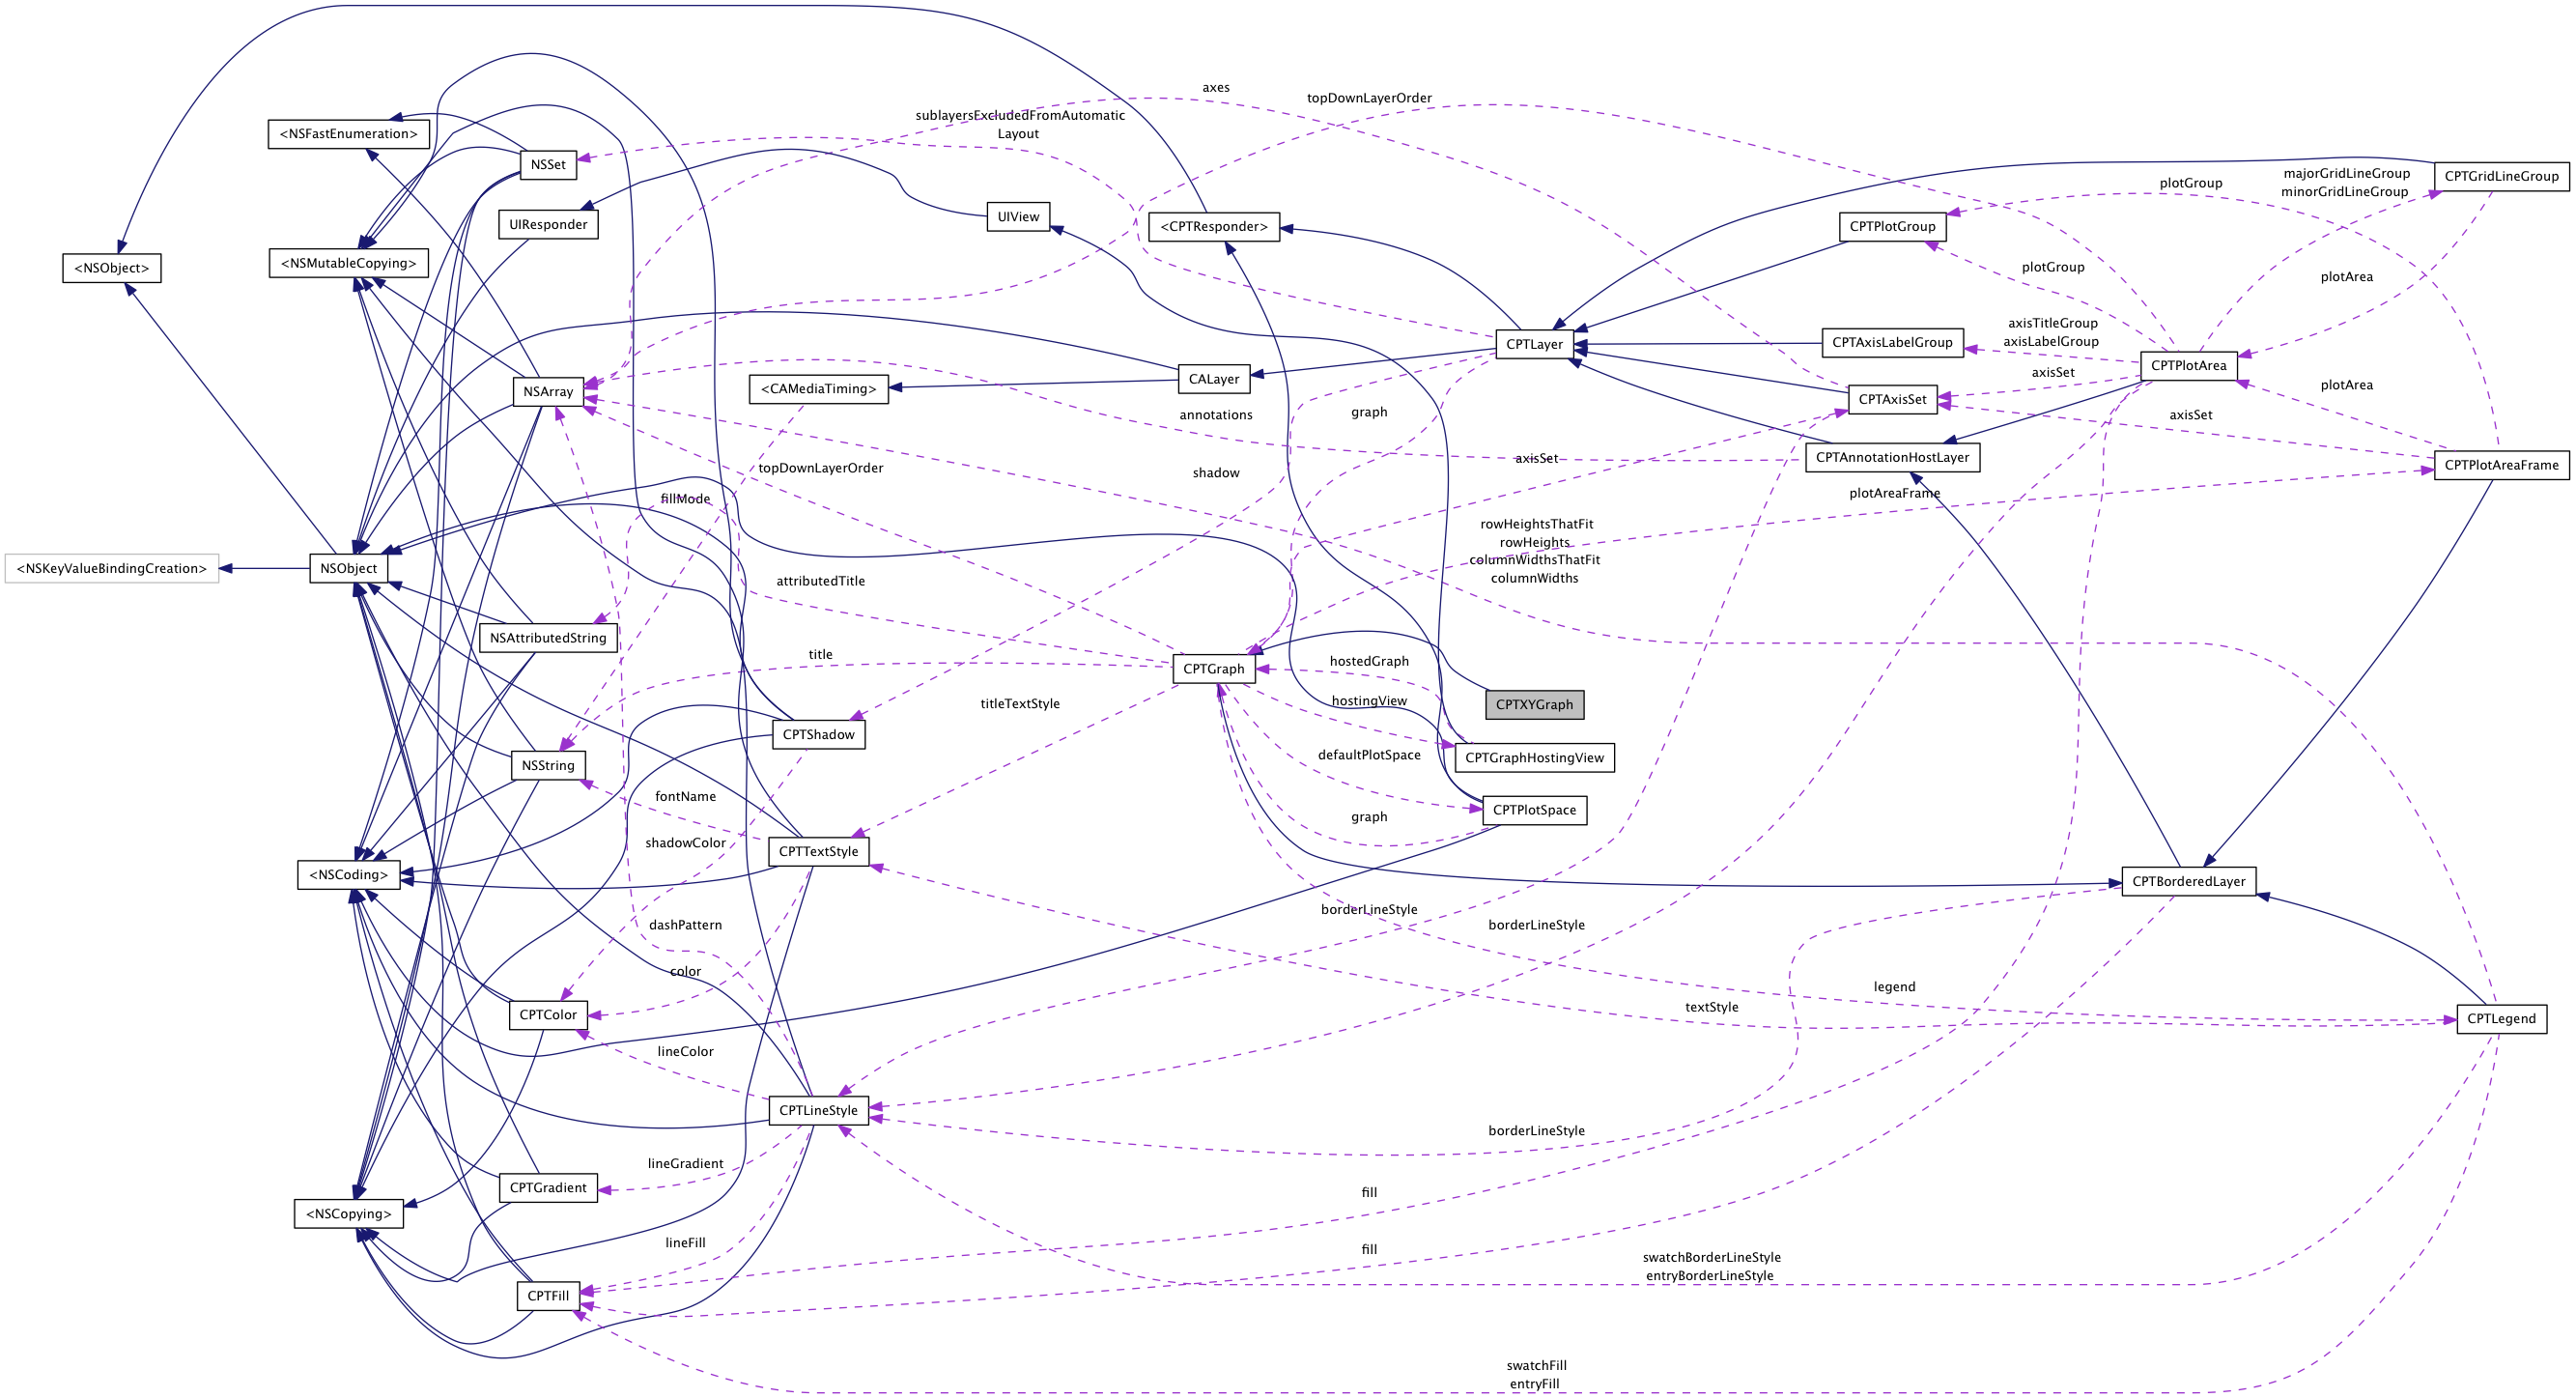 axes
topDownLayerOrder
sublayersExcludedFromAutomatic
Layout
<NSFastEnumeration>
NSSet
CPTGridLineGroup
majorGridLineGroup
minorGridLineGroup
plotGroup
UIResponder
UIView
<CPTResponder>
CPTPlotGroup
<NSObject>
<NSMutableCopying>
plotGroup
plotArea
axisTitleGroup
axisLabelGroup
CPTLayer
CPTAxisLabelGroup
CPTPlotArea
axisSet
plotArea
NSArray
<CAMediaTiming>
CALayer
CPTAxisSet
annotations
graph
axisSet
topDownLayerOrder
shadow
axisSet
CPTAnnotationHostLayer
CPTPlotAreaFrame
fillMode
plotAreaFrame
rowHeightsThatFit
rowHeights
columnWidthsThatFit
columnWidths
<NSKeyValueBindingCreation>
NSObject
attributedTitle
NSAttributedString
title
CPTGraph
hostedGraph
titleTextStyle
hostingView
CPTXYGraph
CPTShadow
NSString
defaultPlotSpace
CPTGraphHostingView
fontName
CPTPlotSpace
graph
shadowColor
CPTTextStyle
<NSCoding>
CPTBorderedLayer
dashPattern
borderLineStyle
borderLineStyle
color
legend
textStyle
CPTColor
CPTLegend
lineColor
CPTLineStyle
borderLineStyle
lineGradient
CPTGradient
fill
<NSCopying>
lineFill
fill
swatchBorderLineStyle
entryBorderLineStyle
CPTFill
swatchFill
entryFill